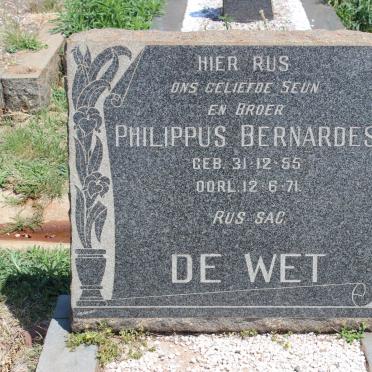 HIER RUS
ONS GELIEFDE SEUN
EN BROER
PHILIPPUS BERNARDES
GEB. 31-12-55
OORL. 12-6-71
RUS SAG
DE WET